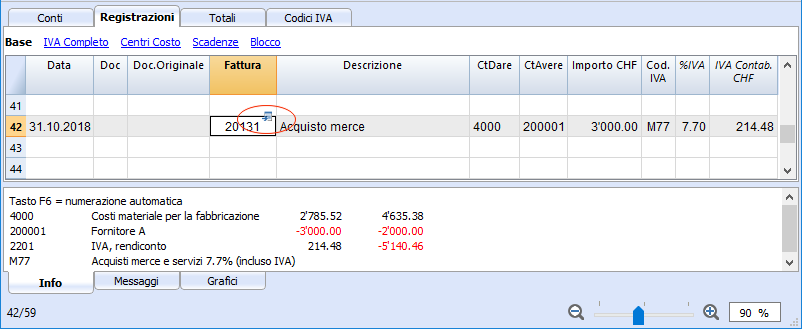 Conti Registrazioni Totali Codici IVA
Base IVA Completo Centri Costo Scadenze Blocco
Data Doc Doc.Originale Fattura Descrizione CtDare CtAvere Importo CHF Cod. IVA %IVA IVA Contab. CHF
41
42 31.10.2018 20131 Acquisto merce 4000 200001 3'000.00 M77 7.70 214.48
43
44
Tasto F6 = numerazione automatica
4000 Costi materiale per la fabbricazione 2'785.52 4'635.38
200001 Fornitore A -3'000.00 -2'000.00
2201 IVA, rendiconto 214.48 -5'140.46
M77 Acquisti merce e servizi 7.7% (incluso IVA)
Info Messaggi Grafici
42/59 90 %